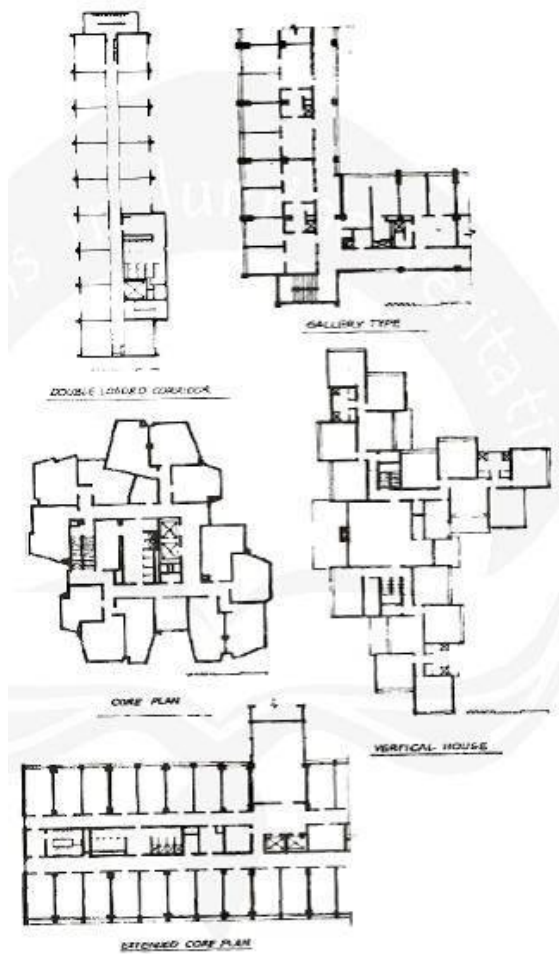 GALLERY TYPE
DOUBLE LOADED CORRIDOR
CORE PLAN
VERTICAL HOUSE
EXTENDED CORE PLAN